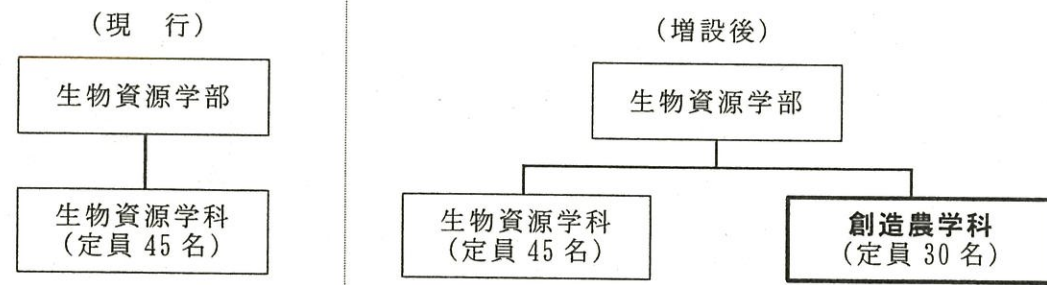 (現 行)
生物資源学部
生物資源学科
(定員 45 名)
(増設後)
生物資源学部
生物資源学科
(定員 45 名)
創造農学科
(定員 30 名)